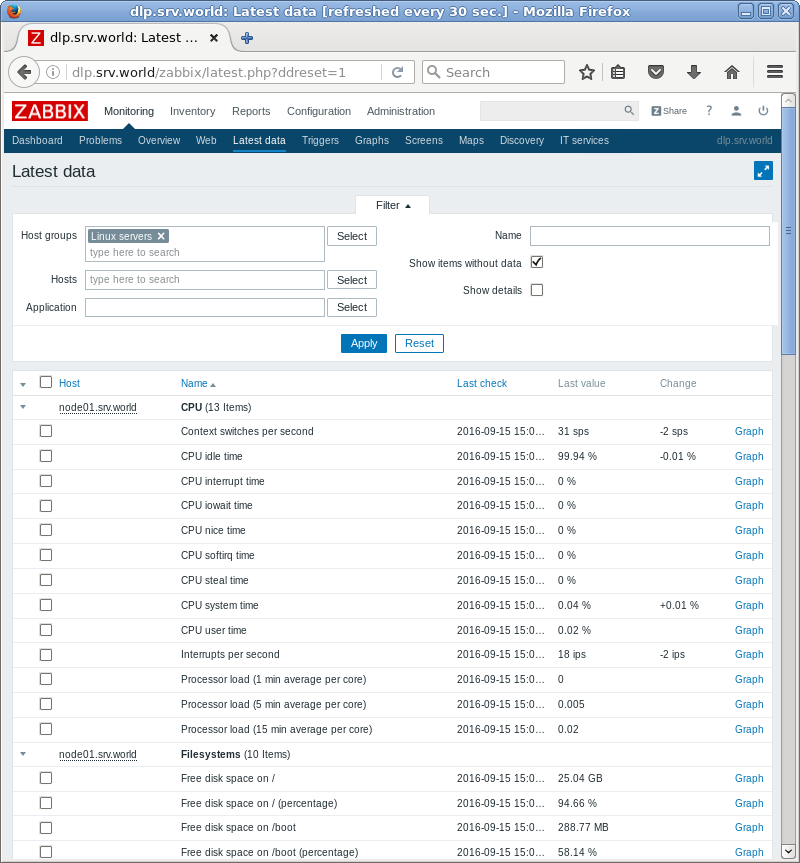 dlp.srv.world: Latest data [refreshed every 30 sec.] - Mozilla Firefox
Z dlp.srv.world: Latest ...
dlp.srv.world/zabbix/latest.php?ddreset=1 Search
ZABBIX Monitoring Inventory Reports Configuration Administration Z Share ?
Dashboard Problems Overview Web Latest data Triggers Graphs Screens Maps Discovery IT services dlp.srv.world
Latest data
Filter
Host groups Linux servers Select Name
type here to search
Show items without data
Hosts type here to search Select
Show details
Application Select
Apply Reset
Host Name Last check Last value Change
node01.srv.world CPU (13 Items)
Context switches per second 2016-09-15 15:0... 31 sps -2 sps Graph
CPU idle time 2016-09-15 15:0... 99.94 % -0.01 % Graph
CPU interrupt time 2016-09-15 15:0... 0 % Graph
CPU iowait time 2016-09-15 15:0... 0 % Graph
CPU nice time 2016-09-15 15:0... 0 % Graph
CPU softirq time 2016-09-15 15:0... 0 % Graph
CPU steal time 2016-09-15 15:0... 0 % Graph
CPU system time 2016-09-15 15:0... 0.04 % +0.01 % Graph
CPU user time 2016-09-15 15:0... 0.02 % Graph
Interrupts per second 2016-09-15 15:0... 18 ips -2 ips Graph
Processor load (1 min average per core) 2016-09-15 15:0... 0 Graph
Processor load (5 min average per core) 2016-09-15 15:0... 0.005 Graph
Processor load (15 min average per core) 2016-09-15 15:0... 0.02 Graph
node01.srv.world Filesystems (10 Items)
Free disk space on / 2016-09-15 15:0... 25.04 GB Graph
Free disk space on / (percentage) 2016-09-15 15:0... 94.66 % Graph
Free disk space on /boot 2016-09-15 15:0... 288.77 MB Graph
Free disk space on /boot (percentage) 2016-09-15 15:0... 58.14 % Graph